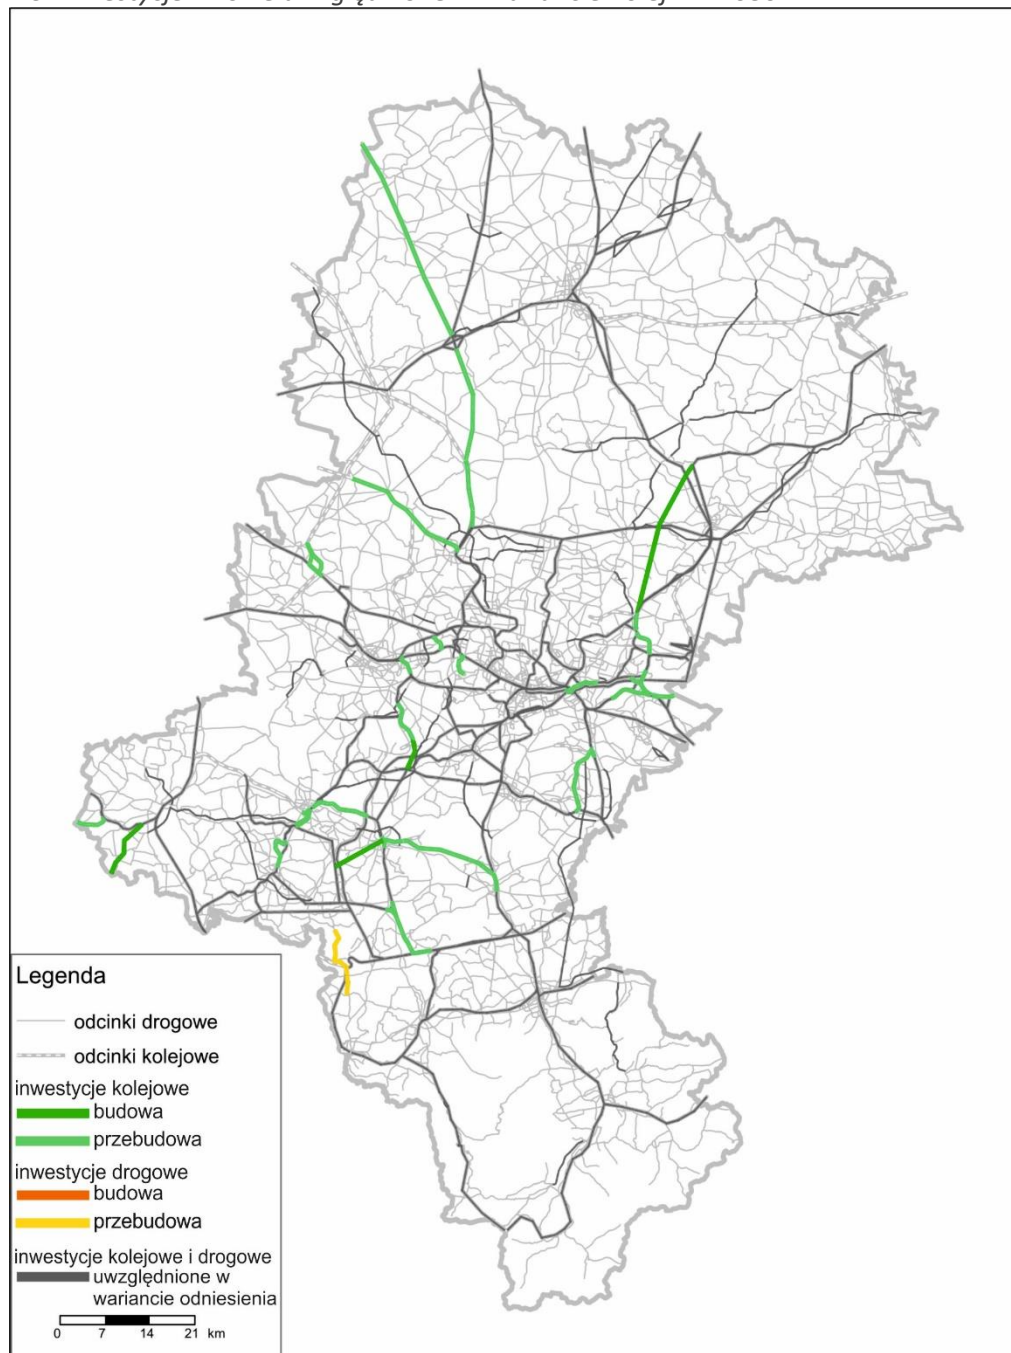 Legenda
odcinki drogowe
odcinki kolejowe
inwestycje kolejowe
budowa
przebudowa
inwestycje drogowe
budowa
przebudowa
inwestycje kolejowe i drogowe
uwzględnione w
wariancie odniesienia
0 7 14 21 km